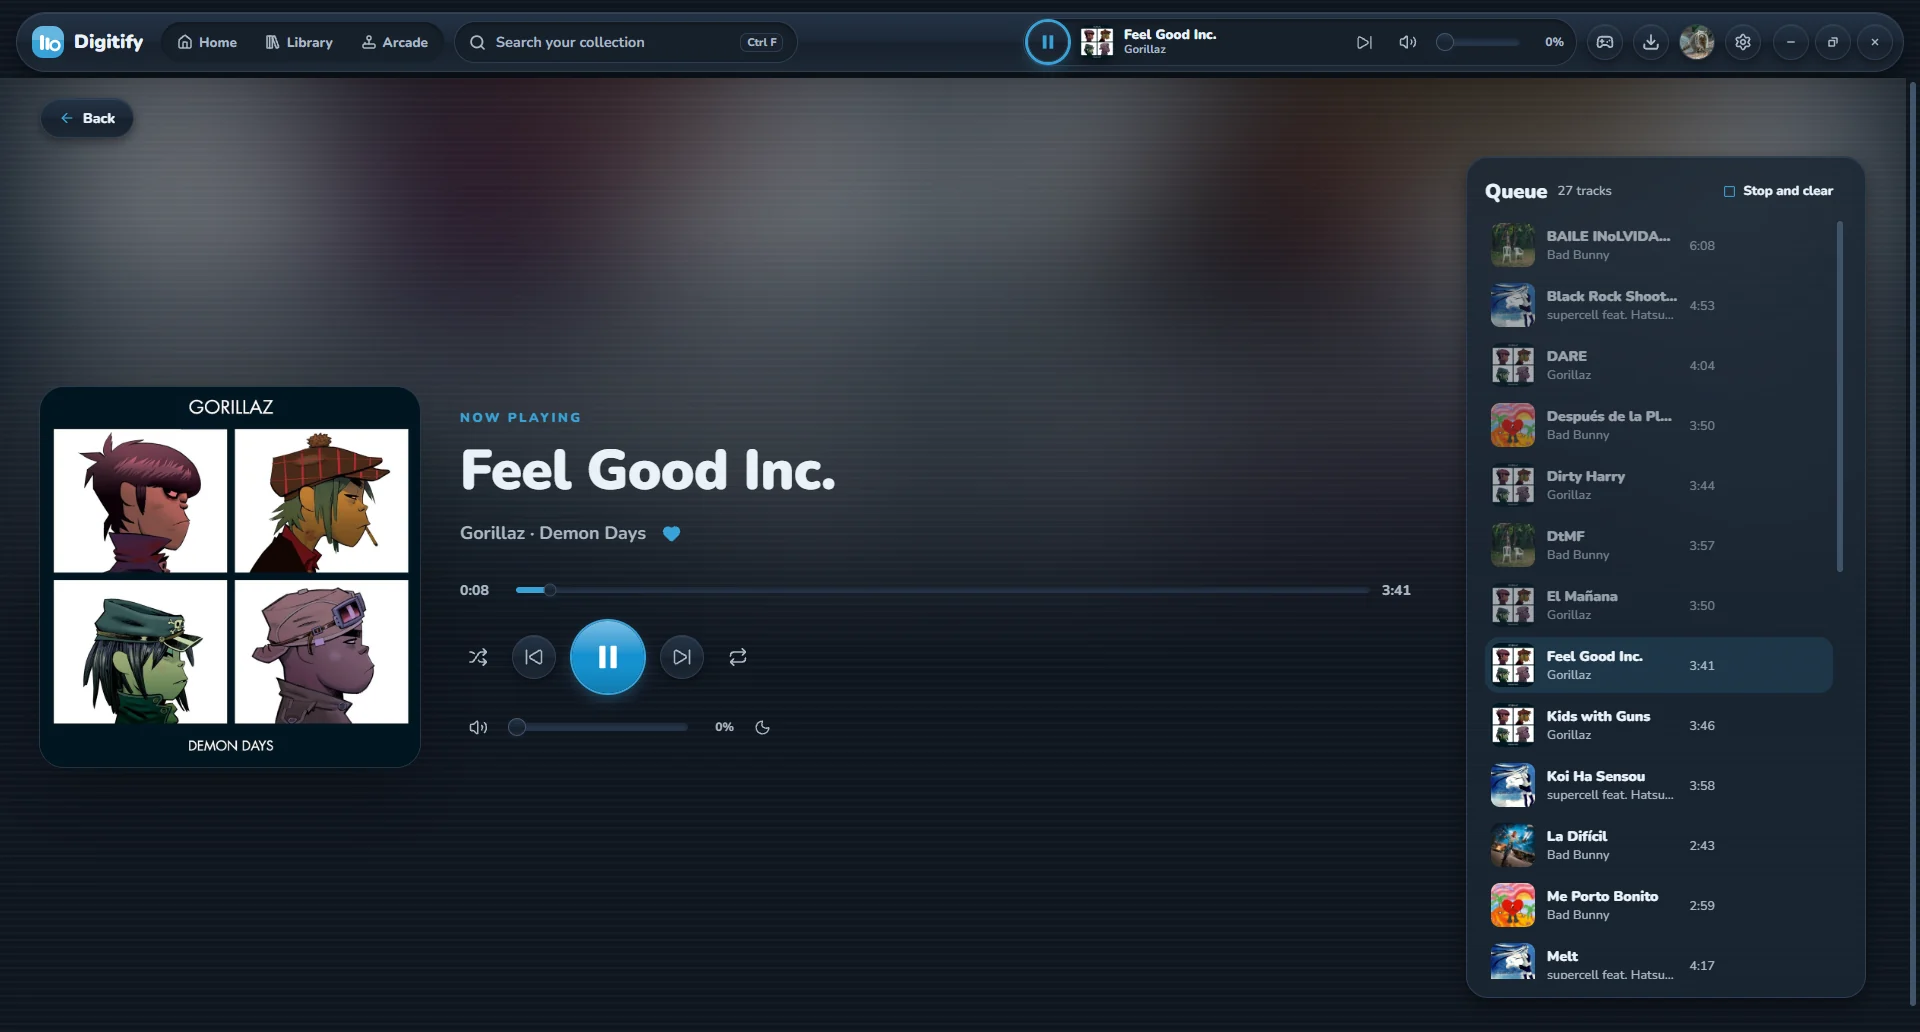 Digitify
Home
Library
Arcade
Search your collection
Ctrl F
Feel Good Inc.
Gorillaz
0%
Back
GORILLAZ
DEMON DAYS
NOW PLAYING
Feel Good Inc.
Gorillaz · Demon Days
0:08
3:41
0%
Queue 27 tracks
Stop and clear
BAILE INoLVIDA...
Bad Bunny
6:08
Black Rock Shoot...
supercell feat. Hatsu...
4:53
DARE
Gorillaz
4:04
Después de la Pl...
Bad Bunny
3:50
Dirty Harry
Gorillaz
3:44
DtMF
Bad Bunny
3:57
El Mañana
Gorillaz
3:50
Feel Good Inc.
Gorillaz
3:41
Kids with Guns
Gorillaz
3:46
Koi Ha Sensou
supercell feat. Hatsu...
3:58
La Difícil
Bad Bunny
2:43
Me Porto Bonito
Bad Bunny
2:59
Melt
supercell feat. Hatsu...
4:17